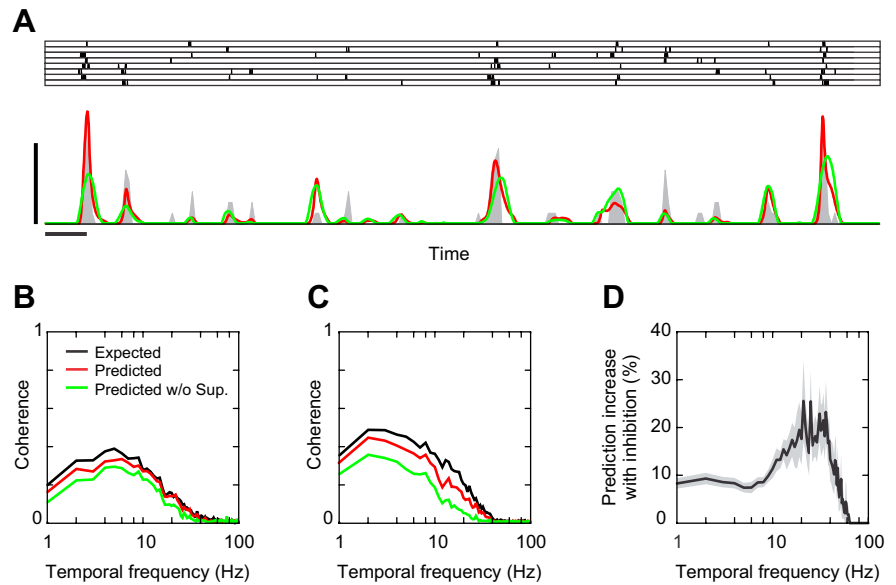 A
Time
B
C
D
1
Coherence
0
1
10
100
Temporal frequency (Hz)
Expected
Predicted
Predicted w/o Sup.
1
Coherence
0
1
10
100
Temporal frequency (Hz)
40
30
20
10
0
Prediction increase
with inhibition (%)
1
10
100
Temporal frequency (Hz)